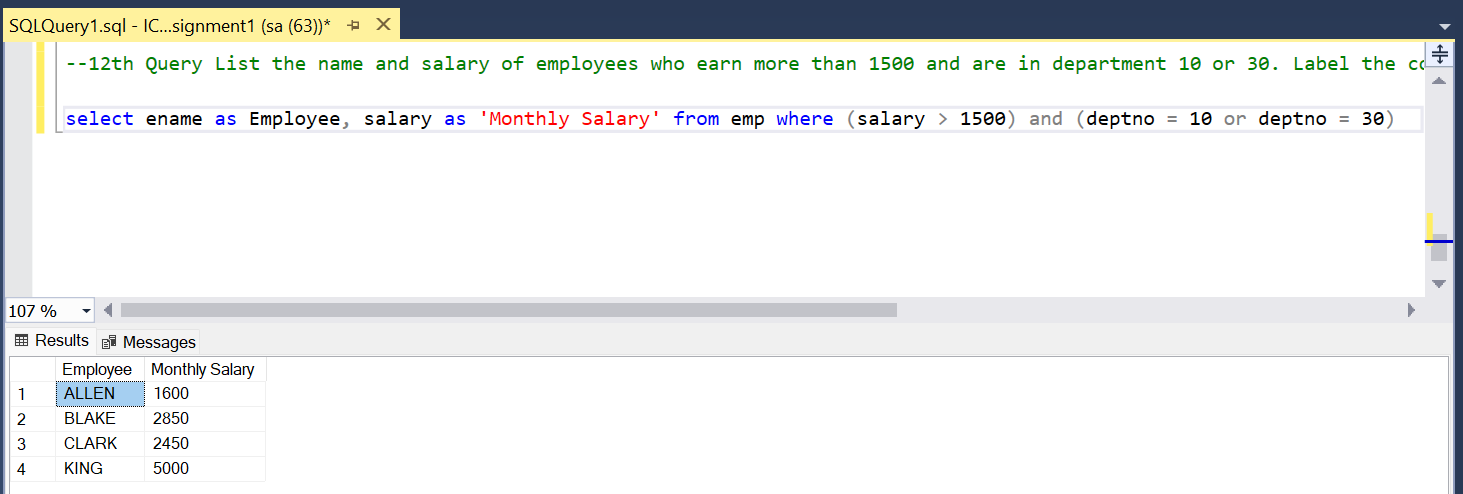 SQLQuery1.sql - IC...signment1 (sa (63))*
--12th Query List the name and salary of employees who earn more than 1500 and are in department 10 or 30. Label the
select ename as Employee, salary as 'Monthly Salary' from emp where (salary > 1500) and (deptno = 10 or deptno = 30)
107 %
Results Messages
Employee Monthly Salary
1 ALLEN 1600
2 BLAKE 2850
3 CLARK 2450
4 KING 5000